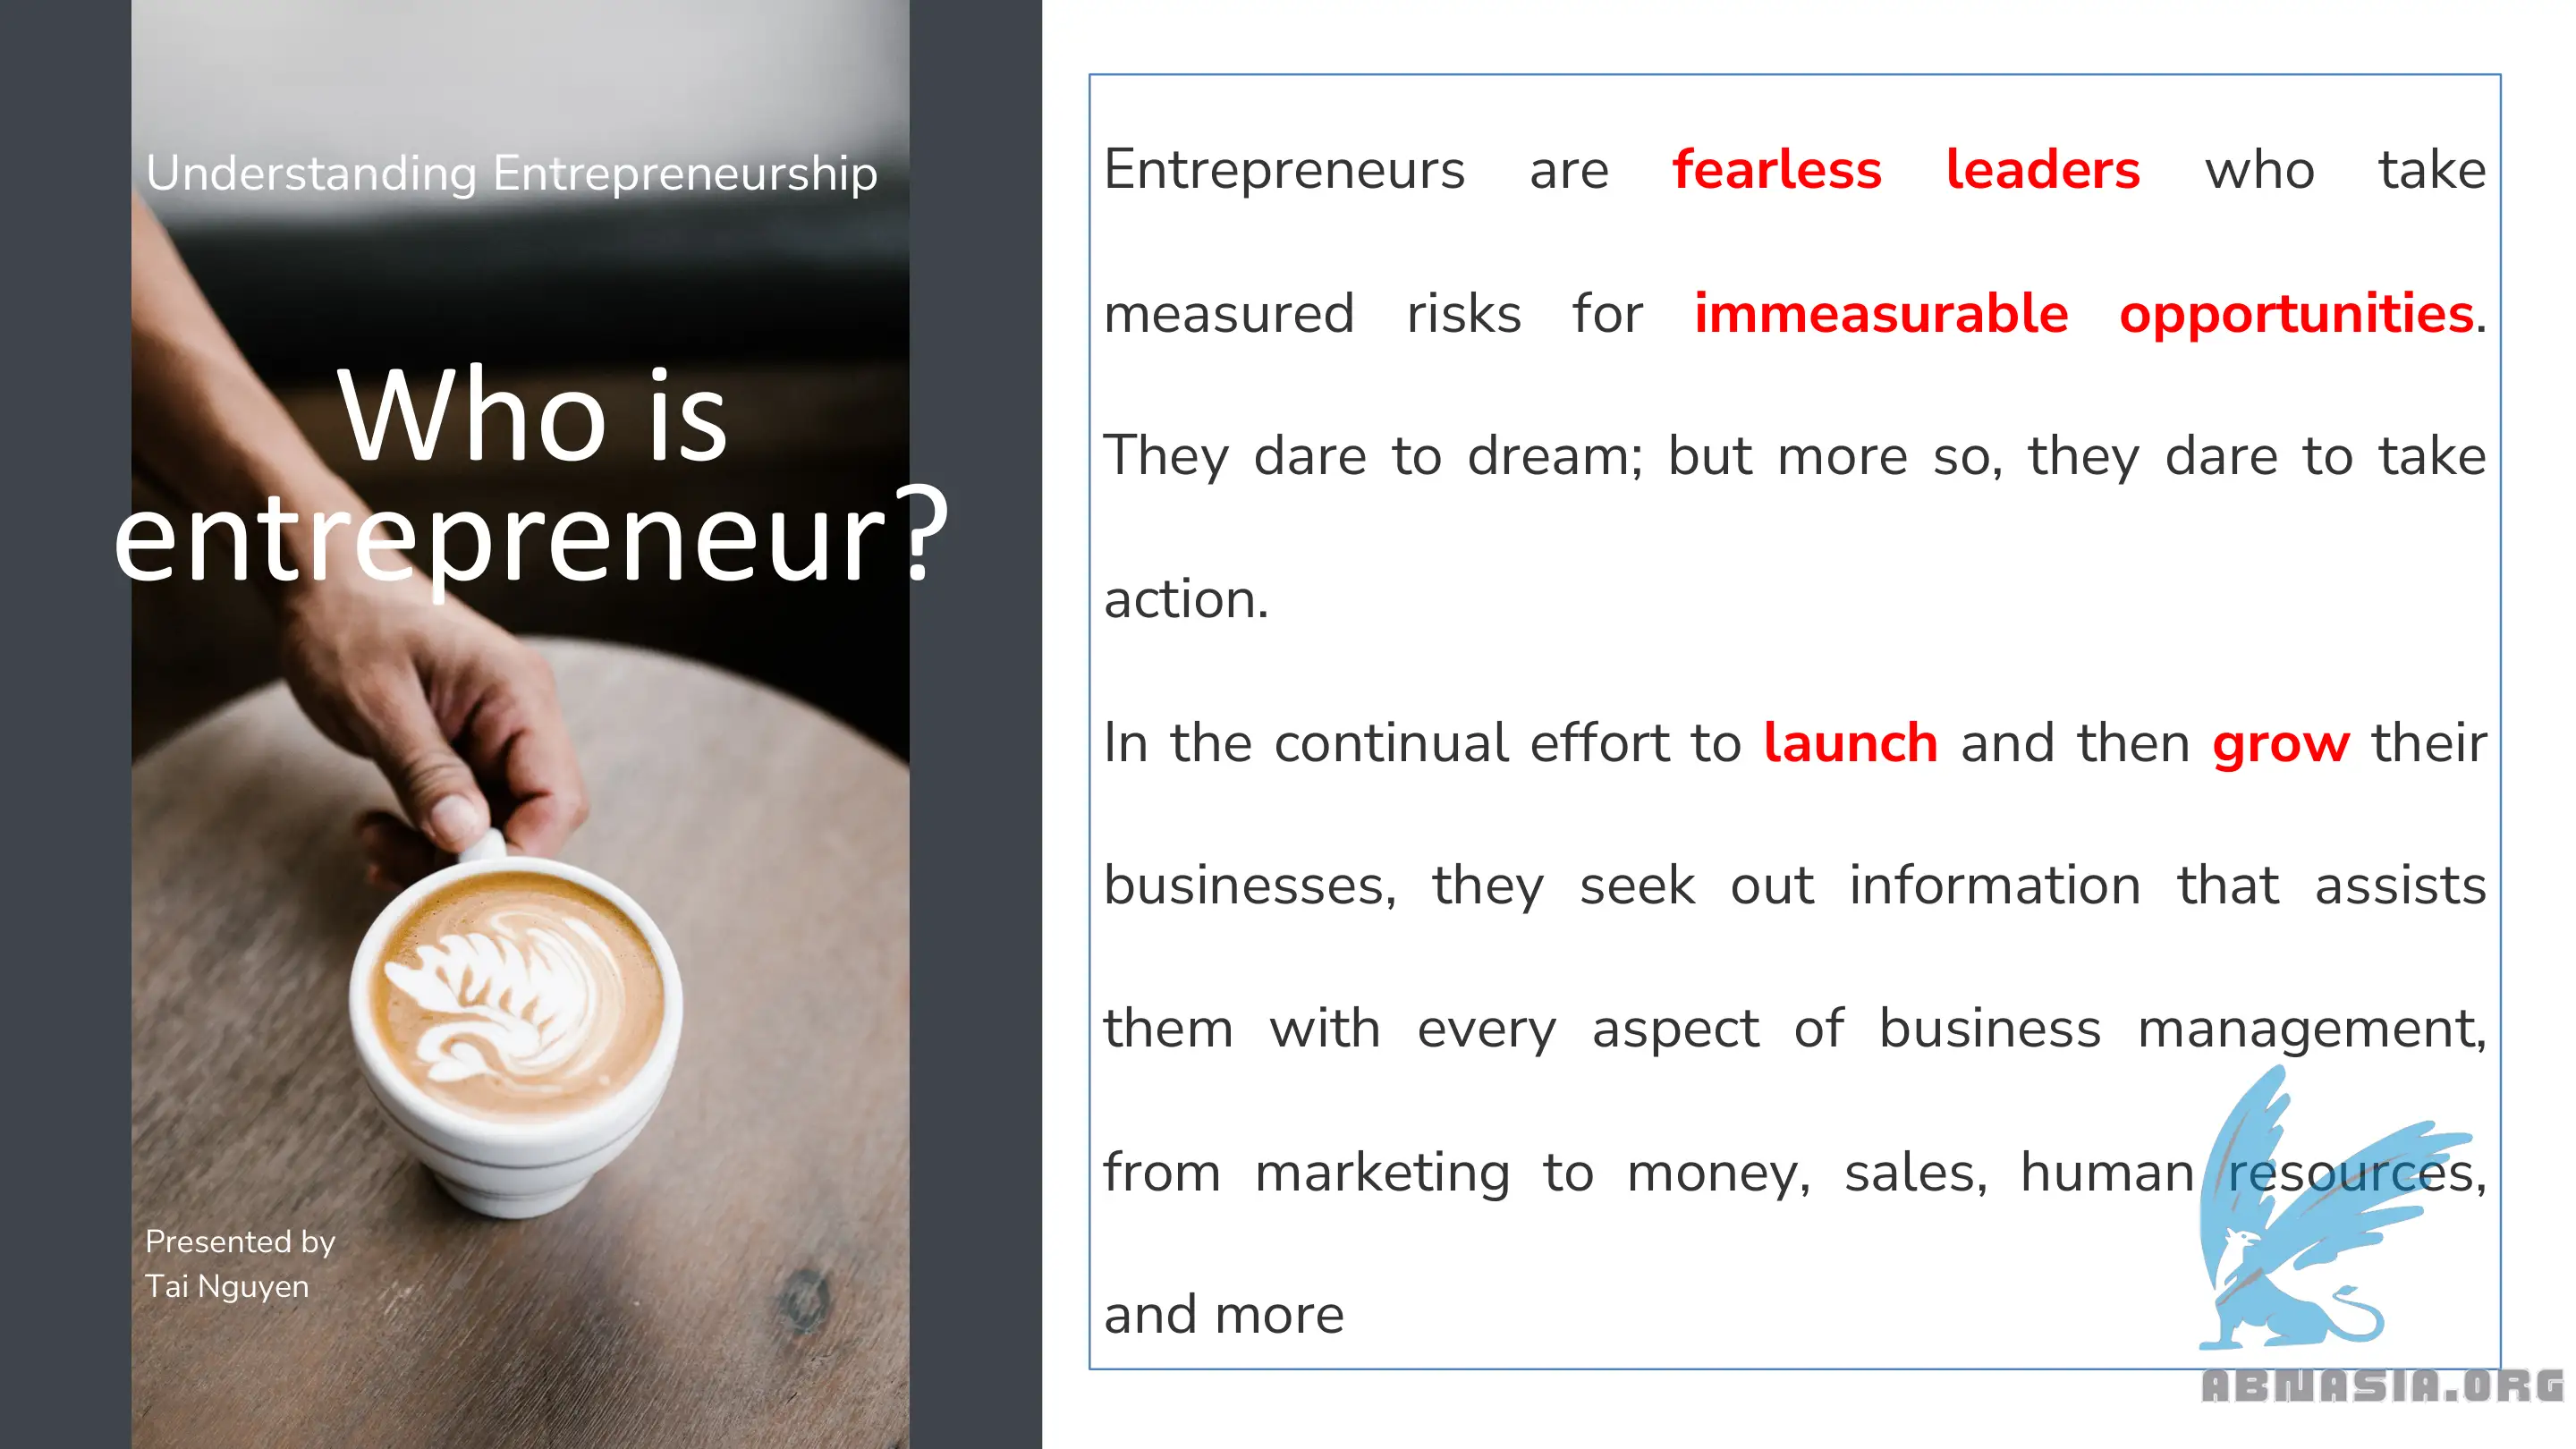 Understanding Entrepreneurship
Who is
entrepreneur?
Presented by
Tai Nguyen
Entrepreneurs are fearless leaders who take
measured risks for immeasurable opportunities.
They dare to dream; but more so, they dare to take
action.
In the continual effort to launch and then grow their
businesses, they seek out information that assists
them with every aspect of business management,
from marketing to money, sales, human resources,
and more
ABNASIA.ORG